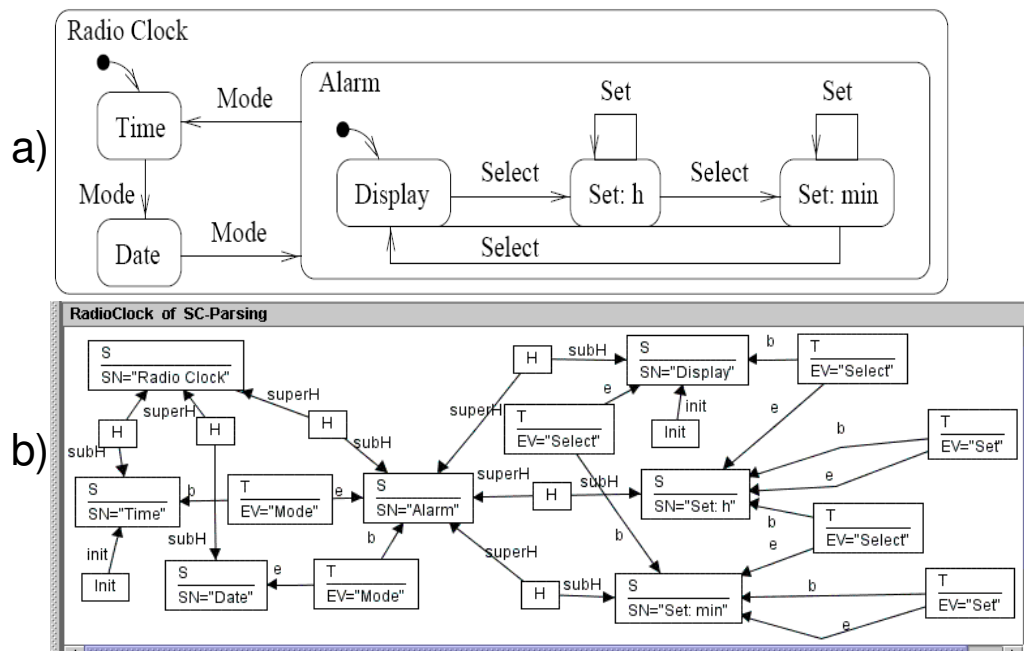 a)
Radio Clock
Time
Mode
Date
Mode
Mode
Alarm
Display
Select
Set
Set: h
Select
Set
Set: min
Select
b)
RadioClock of SC-Parsing
S
SN="Radio Clock"
superH
H
subH
H
superH
H
subH
S
SN="Time"
init
Init
b
T
EV="Mode"
e
subH
S
SN="Date"
e
T
EV="Mode"
b
S
SN="Alarm"
superH
H
subH
S
SN="Display"
init
Init
e
T
EV="Select"
b
b
T
EV="Select"
e
superH
H
subH
S
SN="Set: h"
b
T
EV="Set"
e
b
T
EV="Select"
e
superH
H
subH
S
SN="Set: min"
b
T
EV="Set"
e